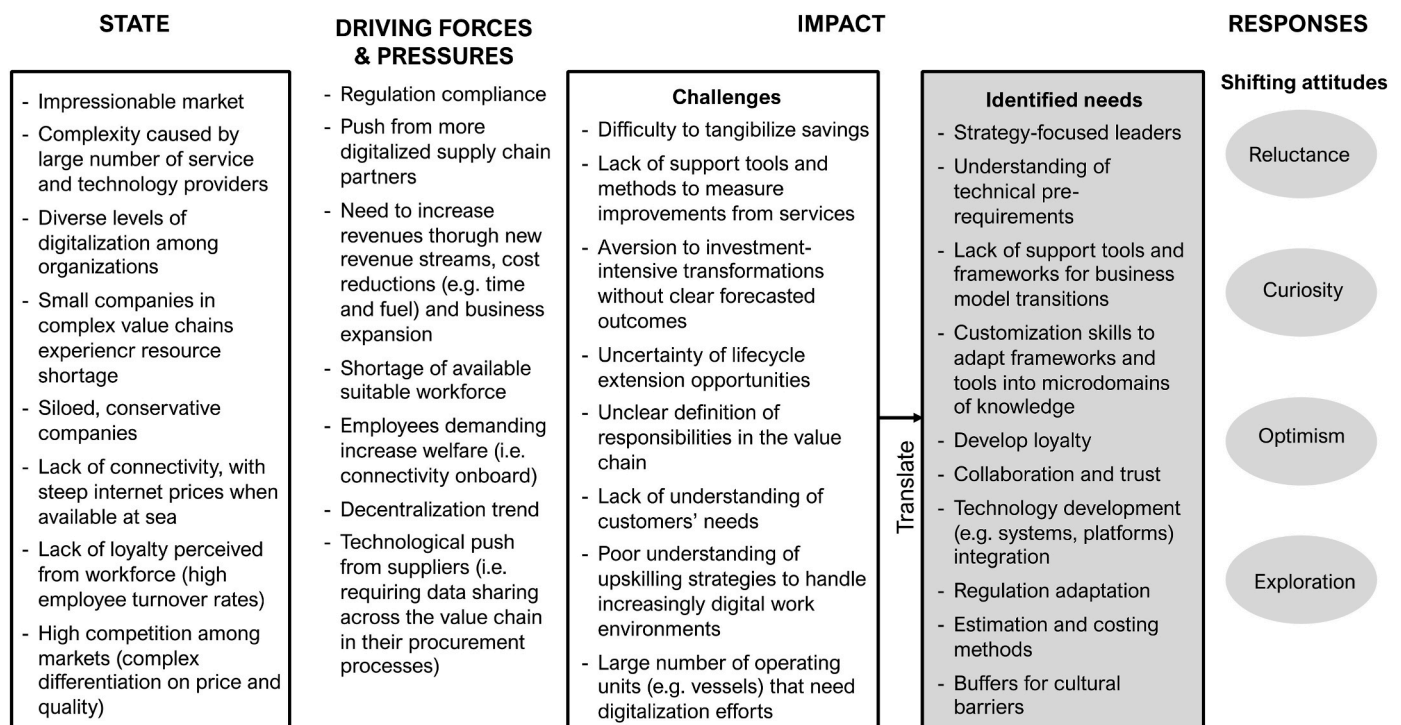 STATE
- Impressionable market
- Complexity caused by
large number of service
and technology providers
- Diverse levels of
digitalization among
organizations
- Small companies in
complex value chains
experiencr resource
shortage
- Siloed, conservative
companies
- Lack of connectivity, with
steep internet prices when
available at sea
- Lack of loyalty perceived
from workforce (high
employee turnover rates)
- High competition among
markets (complex
differentiation on price and
quality)
DRIVING FORCES
& PRESSURES
- Regulation compliance
- Push from more
digitalized supply chain
partners
- Need to increase
revenues thorugh new
revenue streams, cost
reductions (e.g. time
and fuel) and business
expansion
- Shortage of available
suitable workforce
- Employees demanding
increase welfare (i.e.
connectivity onboard)
- Decentralization trend
- Technological push
from suppliers (i.e.
requiring data sharing
across the value chain
in their procurement
processes)
IMPACT
Challenges
- Difficulty to tangibilize savings
- Lack of support tools and
methods to measure
improvements from services
- Aversion to investment-
intensive transformations
without clear forecasted
outcomes
- Uncertainty of lifecycle
extension opportunities
- Unclear definition of
responsibilities in the value
chain
- Lack of understanding of
customers' needs
- Poor understanding of
upskilling strategies to handle
increasingly digital work
environments
- Large number of operating
units (e.g. vessels) that need
digitalization efforts
Translate
Identified needs
- Strategy-focused leaders
- Understanding of
technical pre-
requirements
- Lack of support tools and
frameworks for business
model transitions
- Customization skills to
adapt frameworks and
tools into microdomains
of knowledge
- Develop loyalty
- Collaboration and trust
- Technology development
(e.g. systems, platforms)
integration
- Regulation adaptation
- Estimation and costing
methods
- Buffers for cultural
barriers
RESPONSES
Shifting attitudes
Reluctance
Curiosity
Optimism
Exploration